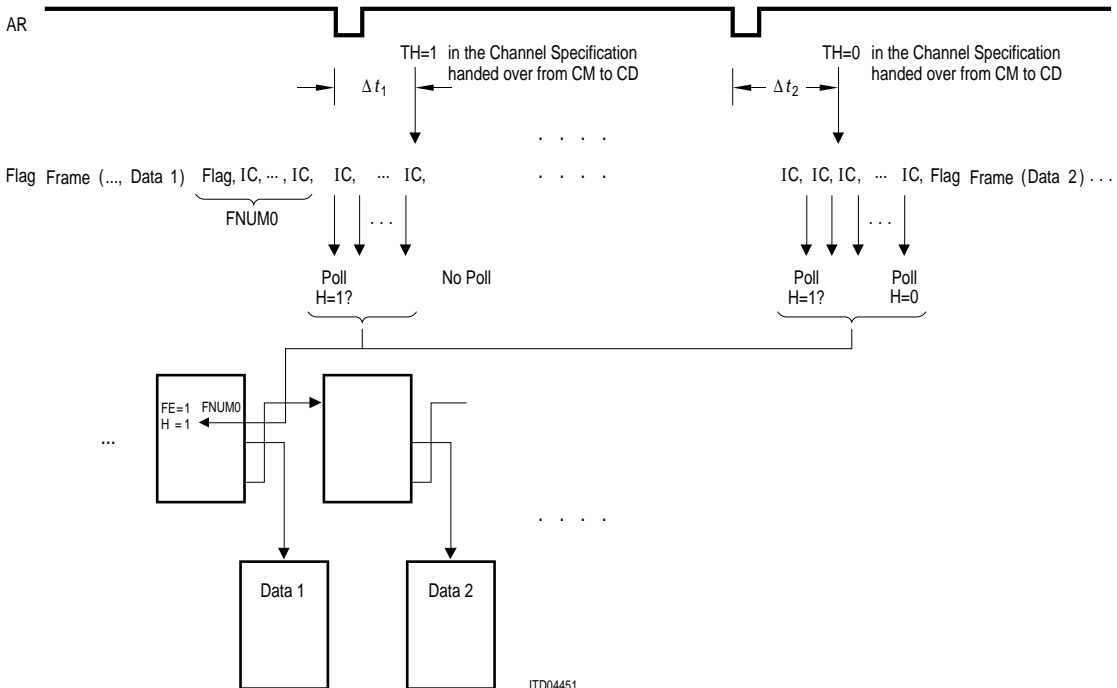 AR
TH=1 in the Channel Specification
handed over from CM to CD
TH=0 in the Channel Specification
handed over from CM to CD
Δt1
Δt2
. . . .
Flag Frame (..., Data 1) Flag, IC, ... , IC, IC, ... IC, . . . . IC, IC, IC, ... IC, Flag Frame (Data 2) . . .
FNUM0
. . .
. . .
Poll
H=1?
No Poll
Poll
H=1?
Poll
H=0
FE=1 FNUM0
H =1
...
. . . .
Data 1
Data 2
ITD04451